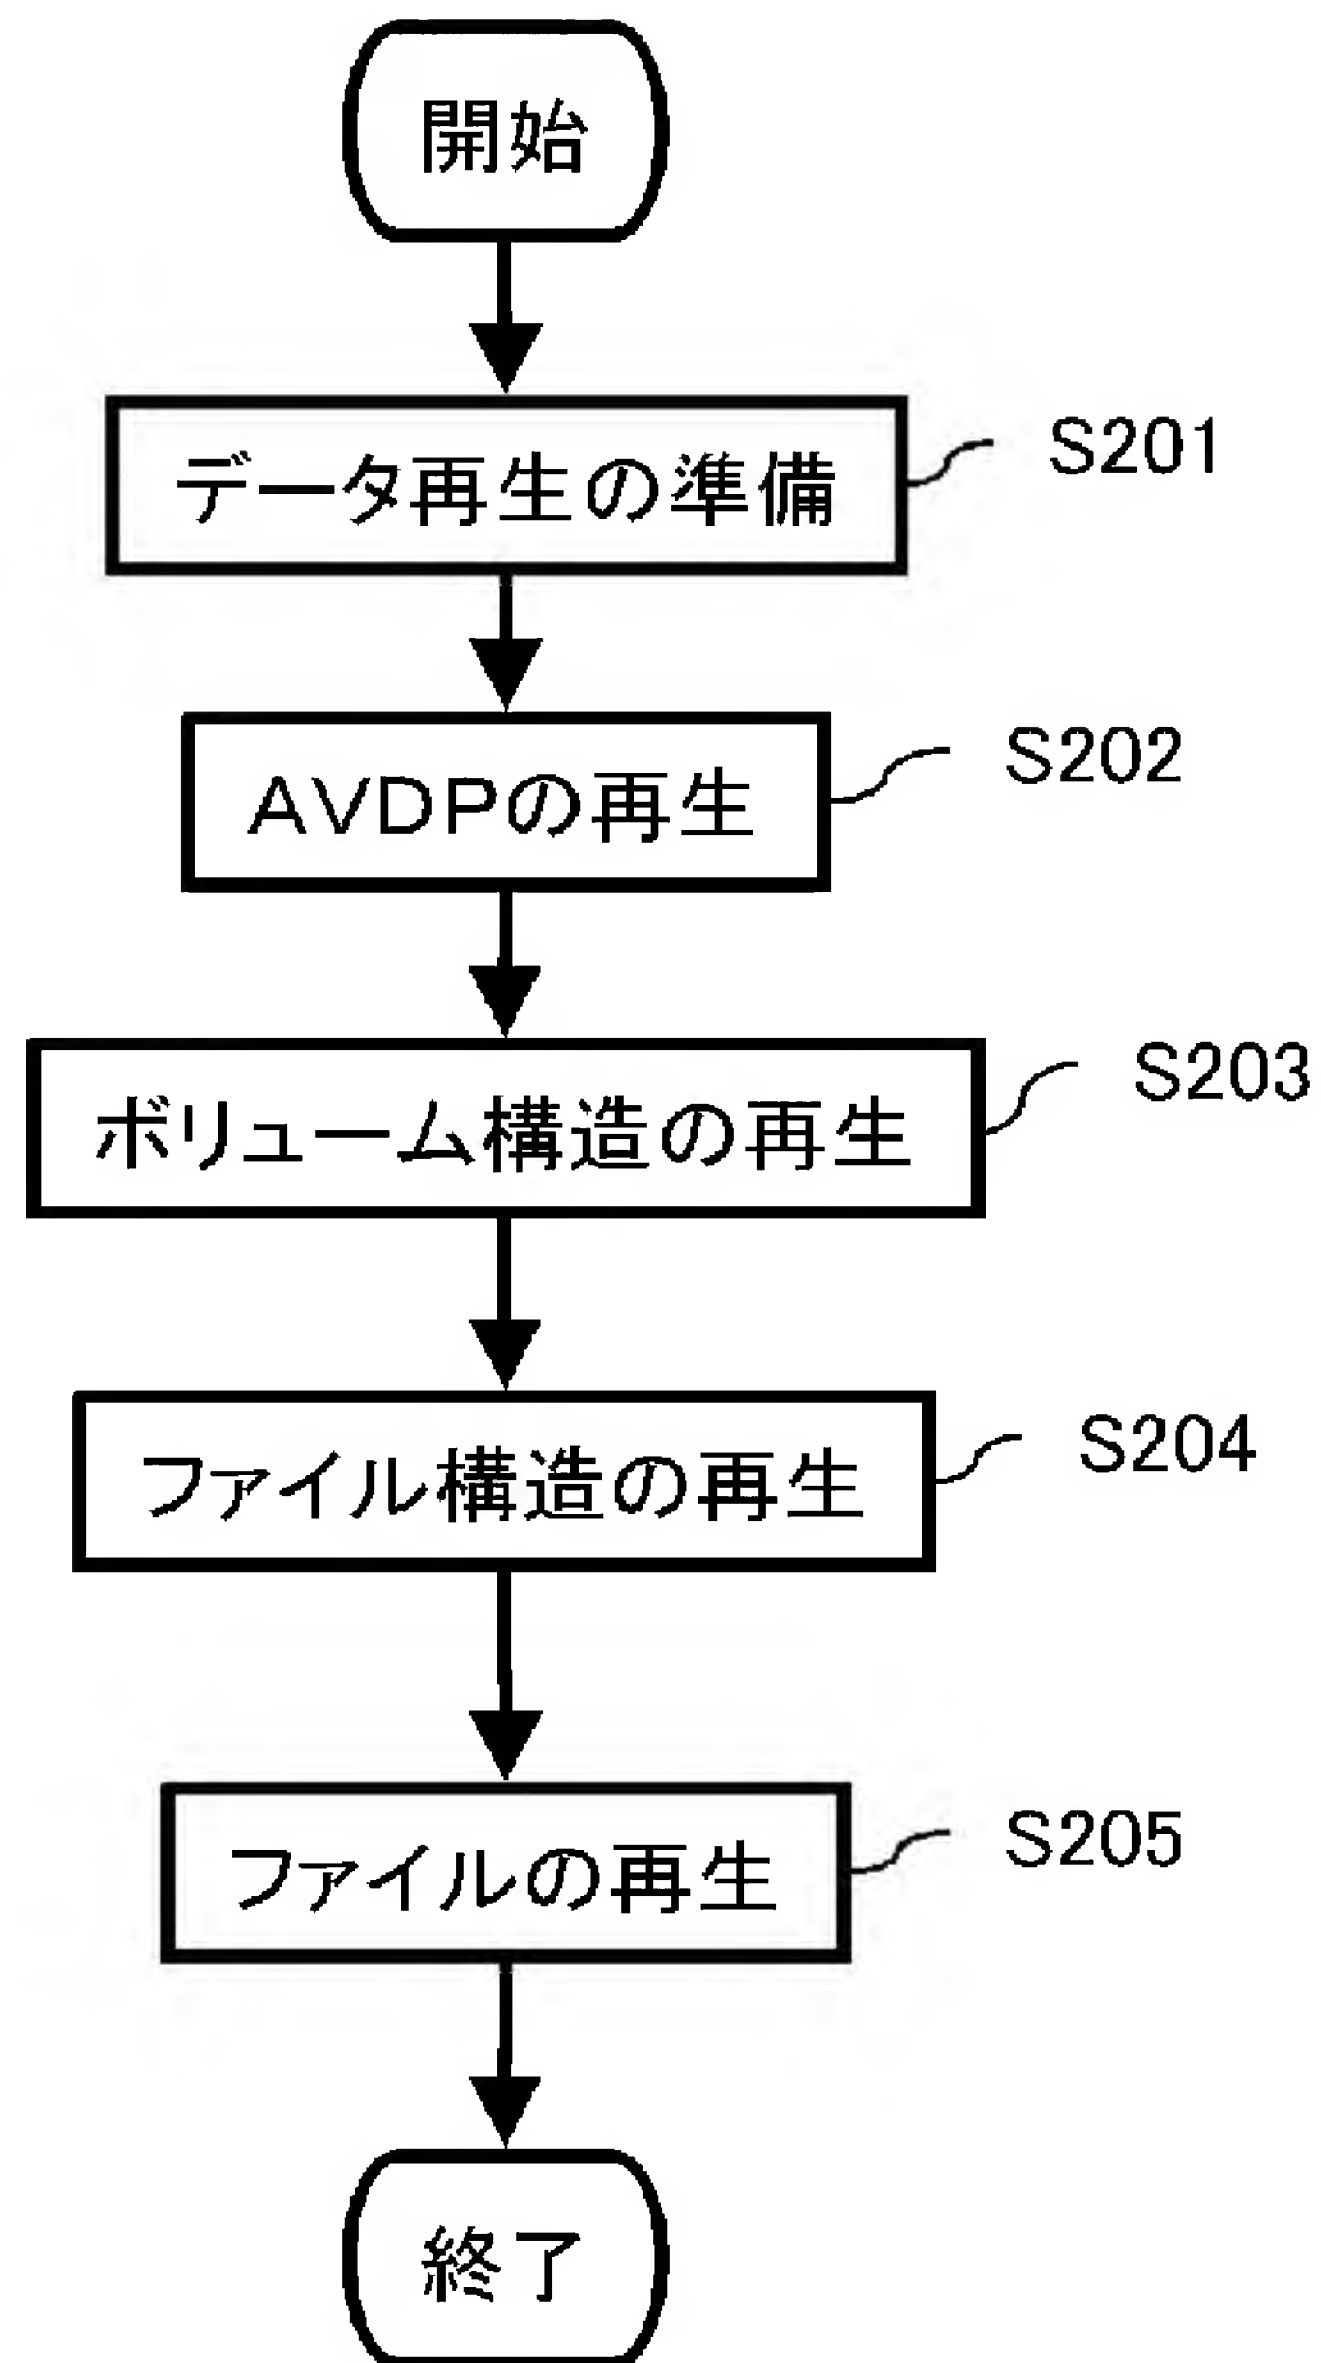 開始
データ再生の準備
S201
AVDPの再生
S202
ボリューム構造の再生
S203
ファイル構造の再生
S204
ファイルの再生
S205
終了